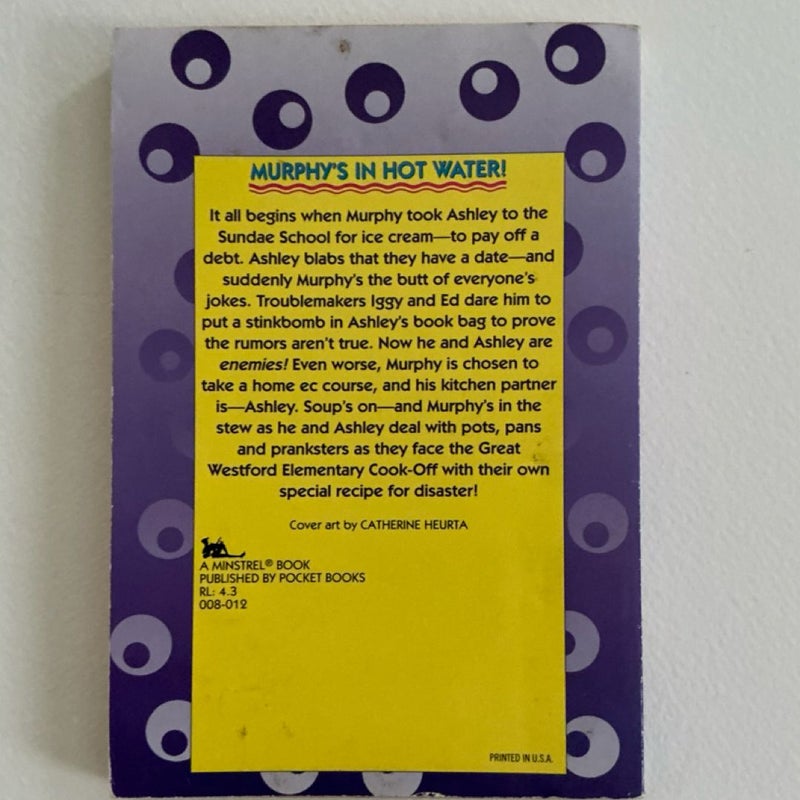 MURPHY'S IN HOT WATER!
It all begins when Murphy took Ashley to the
Sundae School for ice cream—to pay off a
debt. Ashley blabs that they have a date—and
suddenly Murphy's the butt of everyone's
jokes. Troublemakers Iggy and Ed dare him to
put a stinkbomb in Ashley's book bag to prove
the rumors aren't true. Now he and Ashley are
enemies! Even worse, Murphy is chosen to
take a home ec course, and his kitchen partner
is—Ashley. Soup's on—and Murphy's in the
stew as he and Ashley deal with pots, pans
and pranksters as they face the Great
Westford Elementary Cook-Off with their own
special recipe for disaster!
Cover art by CATHERINE HEURTA
A MINSTREL® BOOK
PUBLISHED BY POCKET BOOKS
RL: 4.3
008-012
PRINTED IN U.S.A.